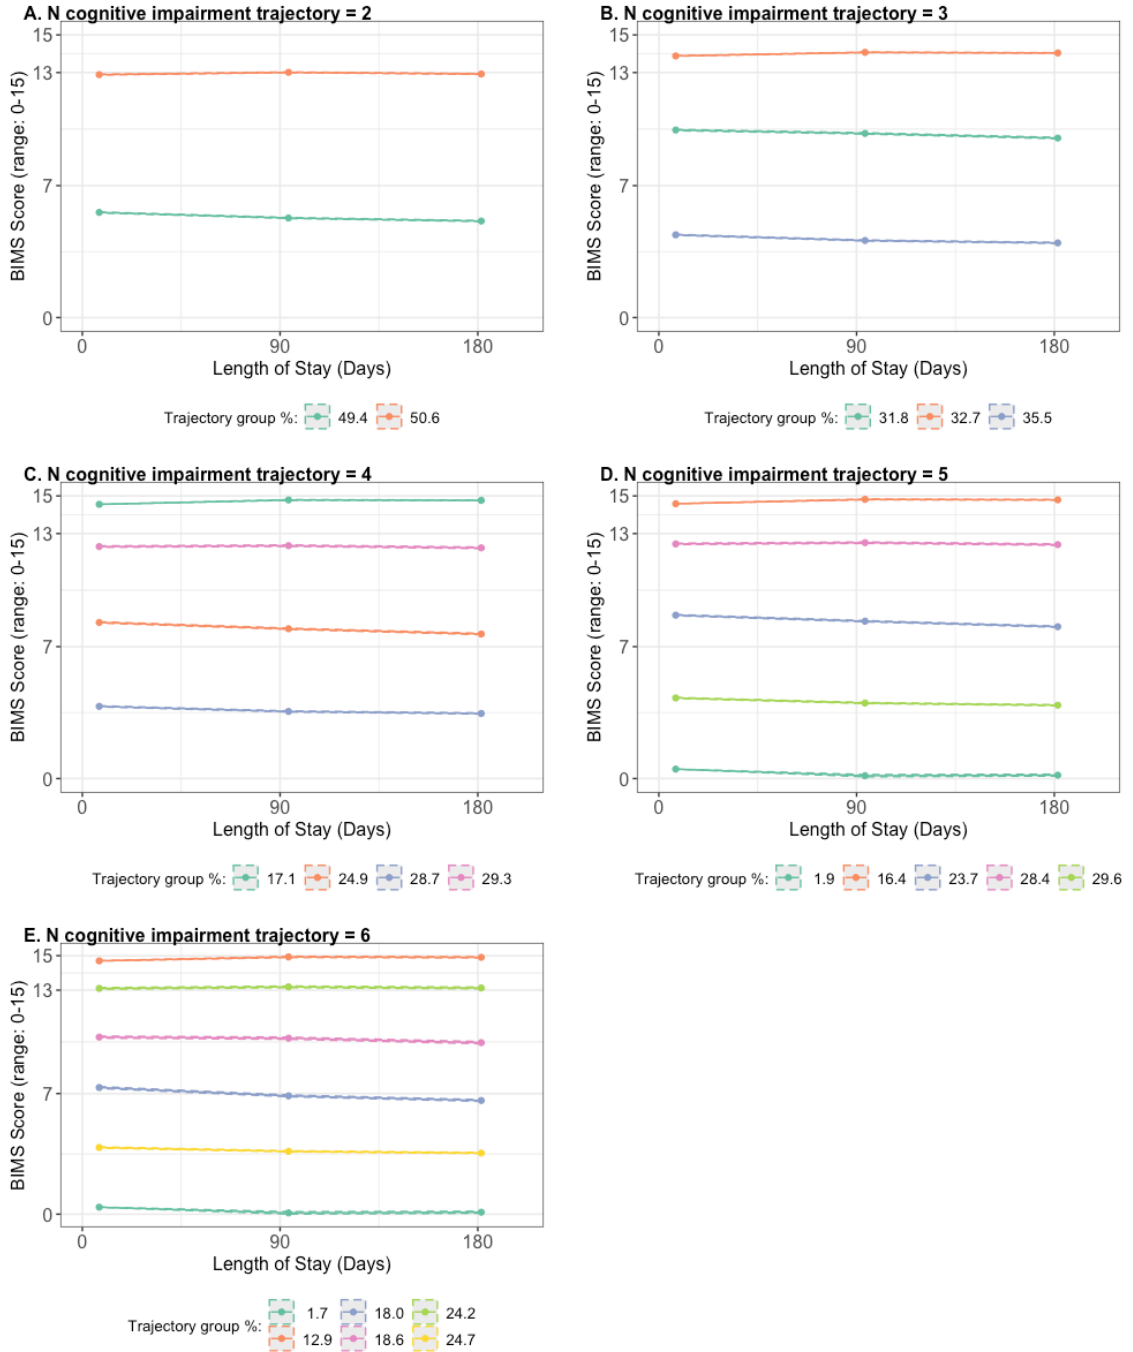 A. N cognitive impairment trajectory = 2
15
13
7
0
BIMS Score (range: 0-15)
0 90 180
Length of Stay (Days)
Trajectory group %: 49.4 50.6
B. N cognitive impairment trajectory = 3
15
13
7
0
BIMS Score (range: 0-15)
0 90 180
Length of Stay (Days)
Trajectory group %: 31.8 32.7 35.5
C. N cognitive impairment trajectory = 4
15
13
7
0
BIMS Score (range: 0-15)
0 90 180
Length of Stay (Days)
Trajectory group %: 17.1 24.9 28.7 29.3
D. N cognitive impairment trajectory = 5
15
13
7
0
BIMS Score (range: 0-15)
0 90 180
Length of Stay (Days)
Trajectory group %: 1.9 16.4 23.7 28.4 29.6
E. N cognitive impairment trajectory = 6
15
13
7
0
BIMS Score (range: 0-15)
0 90 180
Length of Stay (Days)
Trajectory group %:
1.7 18.0 24.2
12.9 18.6 24.7